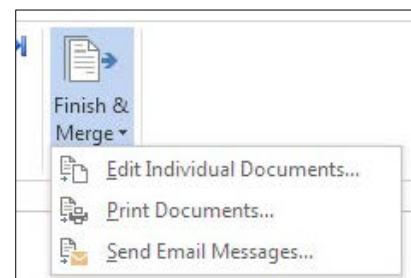 Finish &
Merge
Edit Individual Documents...
Print Documents...
Send Email Messages...